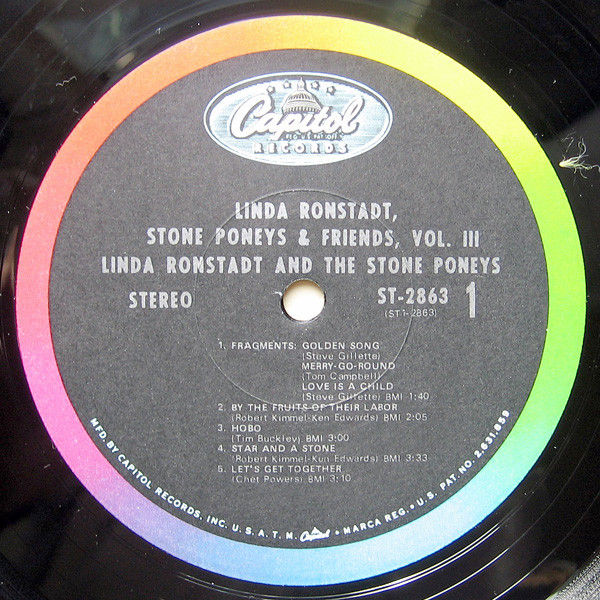 Capitol
REG. U.S. PAT. OFF.
RECORDS
LINDA RONSTADT,
STONE PONEYS & FRIENDS, VOL. III
LINDA RONSTADT AND THE STONE PONEYS
STEREO
ST-2863 1
(ST1-2863)
1. FRAGMENTS: GOLDEN SONG
(Steve Gillette)
MERRY-GO-ROUND
(Tom Campbell)
LOVE IS A CHILD
(Steve Gillette) BMI 1:40
2. BY THE FRUITS OF THEIR LABOR
(Robert Kimmel-Ken Edwards) BMI 2:05
3. HOBO
(Tim Buckley) BMI 3:00
4. STAR AND A STONE
(Robert Kimmel-Ken Edwards) BMI 3:33
5. LET'S GET TOGETHER
(Chet Powers) BMI 3:10
MFD. BY CAPITOL RECORDS, INC. U. S. A. T. M. Capitol • MARCA REG. • U. S. PAT. NO. 2,631,859